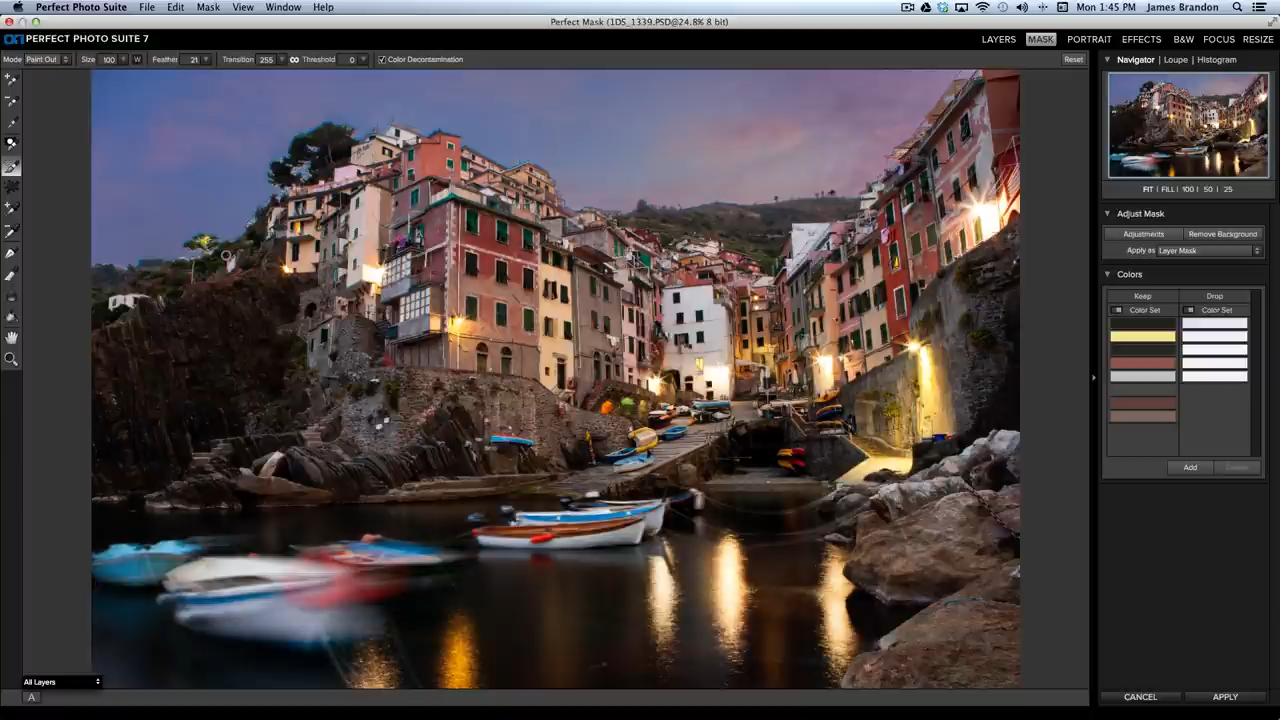 Perfect Photo Suite File Edit Mask View Window Help Mon 1:45 PM James Brandon
Perfect Mask (1DS_1339.PSD@24.8% 8 bit)
on1 PERFECT PHOTO SUITE 7 LAYERS MASK PORTRAIT EFFECTS B&W FOCUS RESIZE
Mode Paint Out Size 100 W Feather 21 Transition 255 Threshold 0 Color Decontamination Reset
Navigator | Loupe | Histogram
FIT | FILL | 100 | 50 | 25
Adjust Mask
Adjustments Remove Background
Apply as Layer Mask
Colors
Keep Drop
Color Set Color Set
Add Delete
All Layers
A
CANCEL APPLY